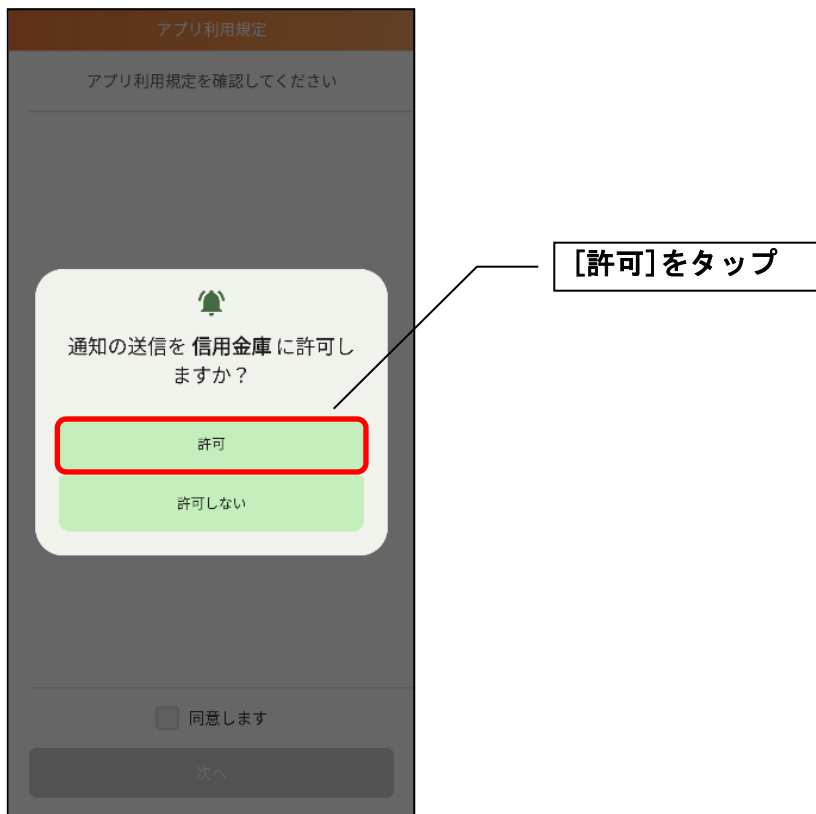 アプリ利用規定
アプリ利用規定を確認してください
[許可]をタップ
通知の送信を 信用金庫 に許可し
ますか？
許可
許可しない
同意します
次へ